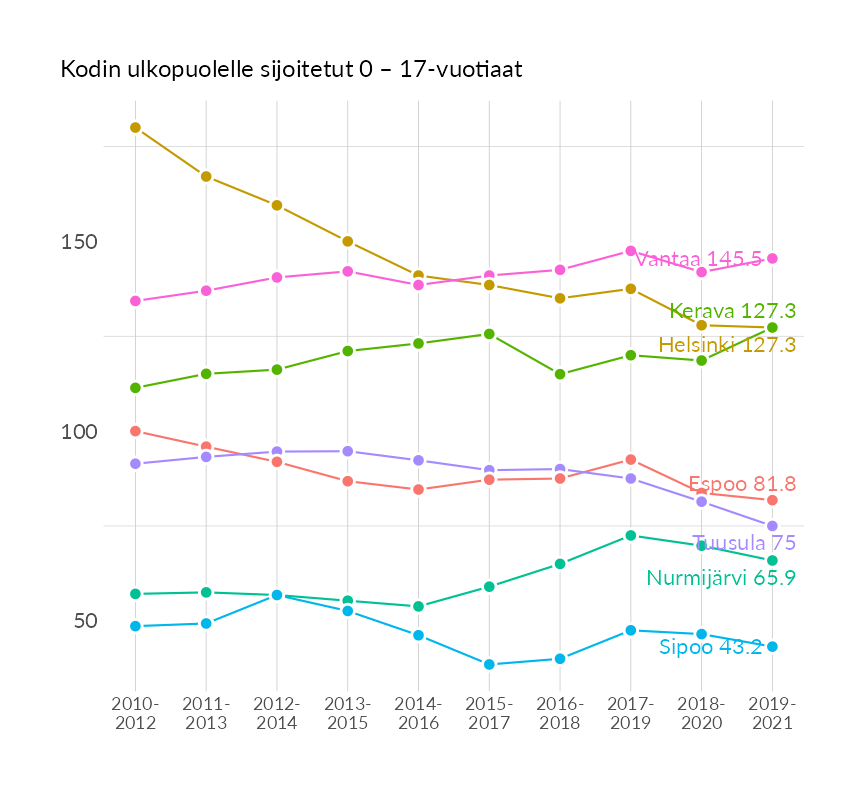 Kodin ulkopuolelle sijoitetut 0 – 17-vuotiaat
150
Vantaa 145.5
Kerava 127.3
Helsinki 127.3
100
Espoo 81.8
Tuusula 75
Nurmijärvi 65.9
50
Sipoo 43.2
2010- 2011- 2012- 2013- 2014- 2015- 2016- 2017- 2018- 2019-
2012 2013 2014 2015 2016 2017 2018 2019 2020 2021